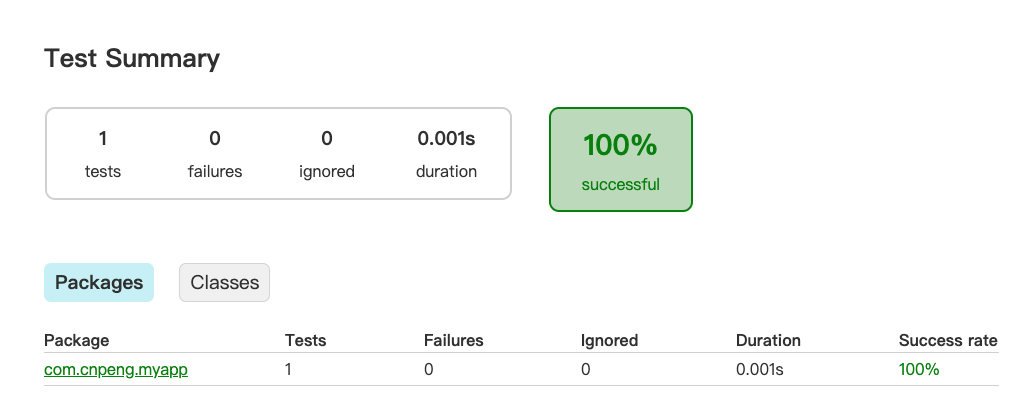 Test Summary
1 0 0 0.001s
tests failures ignored duration
100%
successful
Packages Classes
Package Tests Failures Ignored Duration Success rate
com.cnpeng.myapp 1 0 0 0.001s 100%